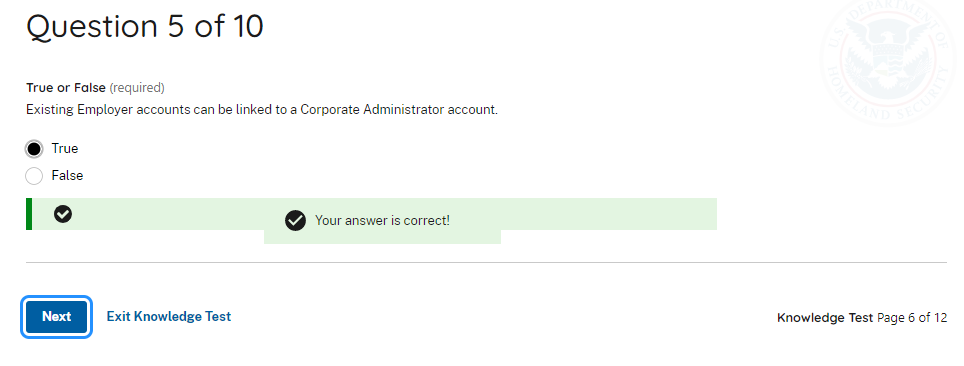 Question 5 of 10
U.S. DEPARTMENT OF HOMELAND SECURITY
True or False (required)
Existing Employer accounts can be linked to a Corporate Administrator account.
True
False
Your answer is correct!
Next
Exit Knowledge Test
Knowledge Test Page 6 of 12